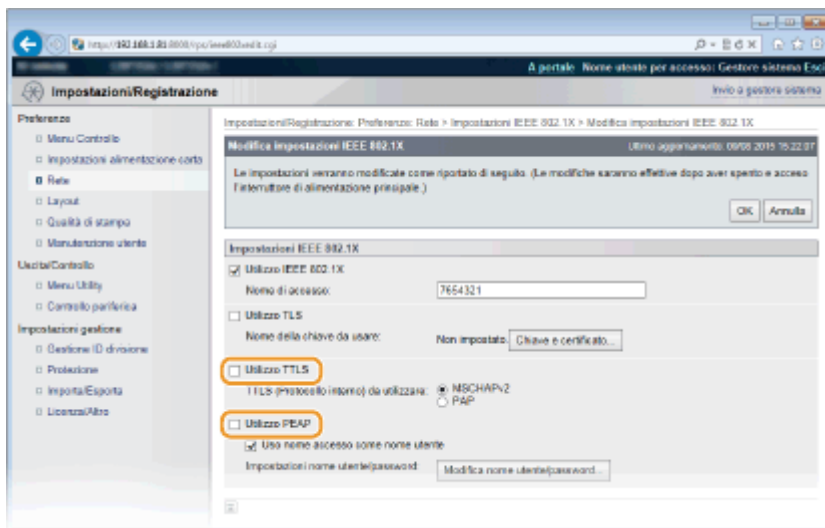 http://192.168.1.81:8000/rps/ieee802xedit.cgi
A portale Nome utente per accesso: Gestore sistema Esci
Impostazioni/Registrazione
Invio a gestore sistema
Preferenze
Menu Controllo
Impostazioni alimentazione carta
Rete
Layout
Qualità di stampa
Manutenzione utente
Uscita/Controllo
Menu Utility
Controllo periferica
Impostazioni gestione
Gestione ID divisione
Protezione
Importa/Esporta
Licenza/Altro
Impostazioni/Registrazione: Preferenze: Rete > Impostazioni IEEE 802.1X > Modifica impostazioni IEEE 802.1X
Modifica impostazioni IEEE 802.1X
Ultimo aggiornamento: 2015 15:22:07
Le impostazioni verranno modificate come riportato di seguito. (Le modifiche saranno effettive dopo aver spento e acceso
l'interruttore di alimentazione principale.)
OK Annulla
Impostazioni IEEE 802.1X
Utilizzo IEEE 802.1X
Nome di accesso: 7654321
Utilizzo TLS
Nome della chiave da usare: Non impostato. Chiave e certificato...
Utilizzo TTLS
TTLS (Protocollo interno) da utilizzare: MSCHAPv2
PAP
Utilizzo PEAP
Uso nome accesso come nome utente
Impostazioni nome utente/password: Modifica nome utente/password...